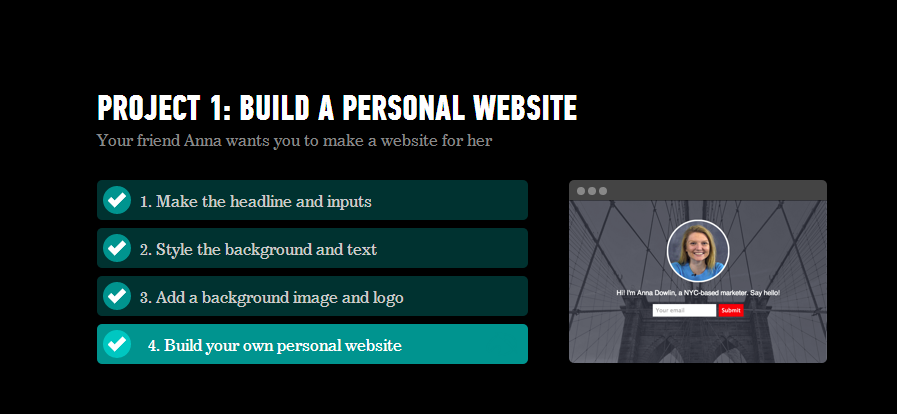 PROJECT 1: BUILD A PERSONAL WEBSITE
Your friend Anna wants you to make a website for her
1. Make the headline and inputs
2. Style the background and text
3. Add a background image and logo
4. Build your own personal website
Hi! I'm Anna Dowlin, a NYC-based marketer. Say hello!
Your email
Submit